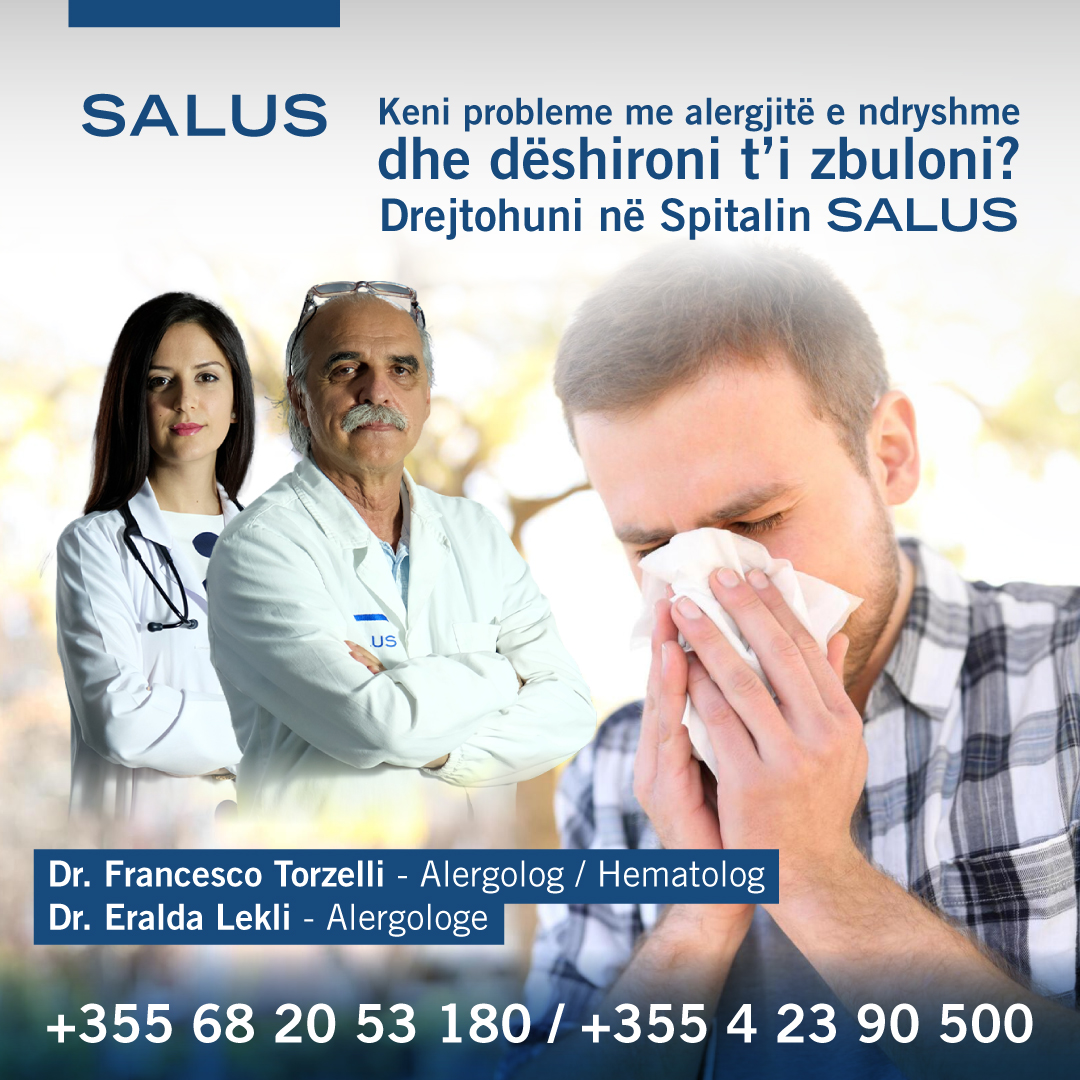 SALUS
Keni probleme me alergjitë e ndryshme
dhe dëshironi t’i zbuloni?
Drejtohuni në Spitalin SALUS
.US
Dr. Francesco Torzelli - Alergolog / Hematolog
Dr. Eralda Lekli - Alergologe
+355 68 20 53 180 / +355 4 23 90 500